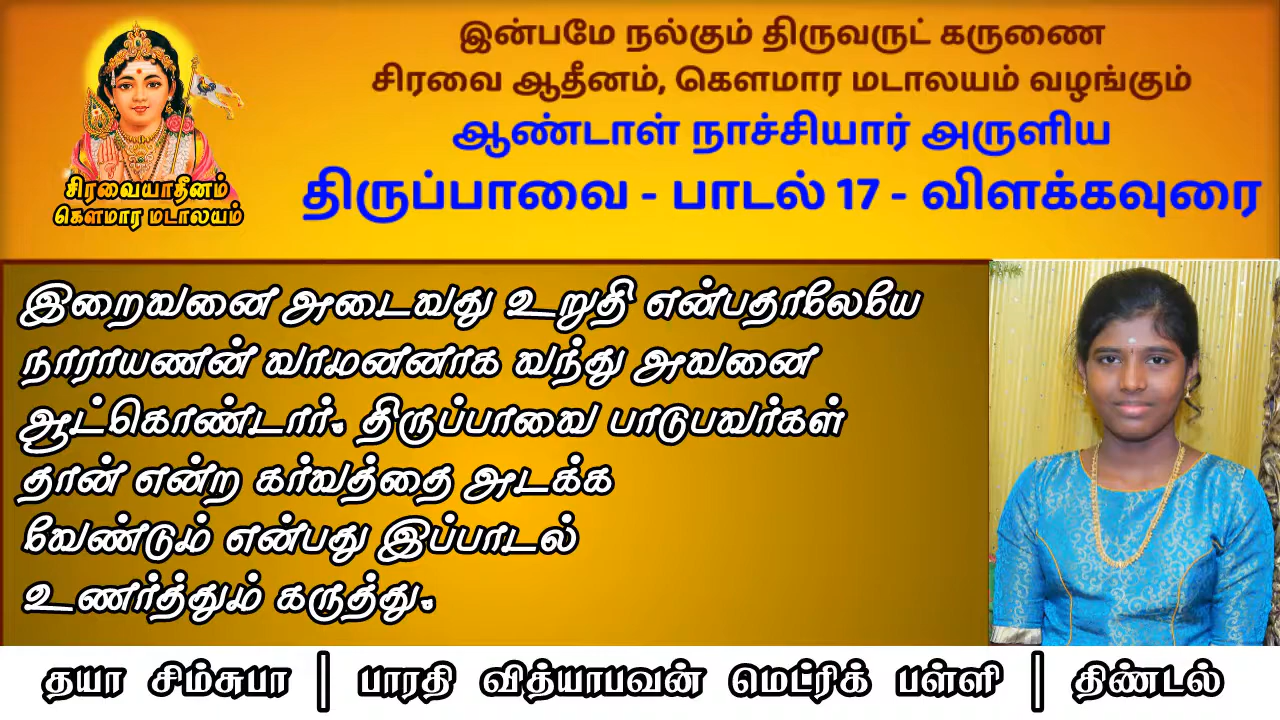 இன்பமே நல்கும் திருவருட் கருணை
சிரவை ஆதீனம், கௌமார மடாலயம் வழங்கும்
ஆண்டாள் நாச்சியார் அருளிய
திருப்பாவை - பாடல் 17 - விளக்கவுரை
சிரவையாதீனம்
கௌமார மடாலயம்
இறைவனை அடைவது உறுதி என்பதாலேயே
நாராயணன் வாமனனாக வந்து அவனை
ஆட்கொண்டார். திருப்பாவை பாடுபவர்கள்
தான் என்ற கர்வத்தை அடக்க
வேண்டும் என்பது இப்பாடல்
உணர்த்தும் கருத்து.
தயா சிம்சுபா | பாரதி வித்யாபவன் மெட்ரிக் பள்ளி | திண்டல்